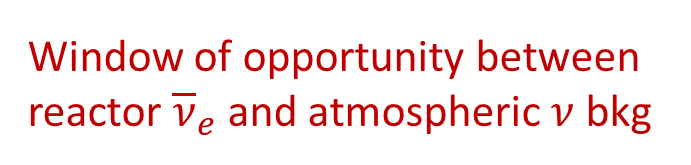 Window of opportunity between
reactor ν̅ₑ and atmospheric ν bkg